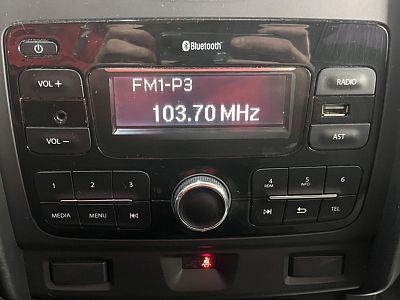 Bluetooth
VOL +
FM1-P3
RADIO
103.70 MHz
VOL −
AST
1 2 3
4 RDM 5 INFO 6
MEDIA MENU
TEL